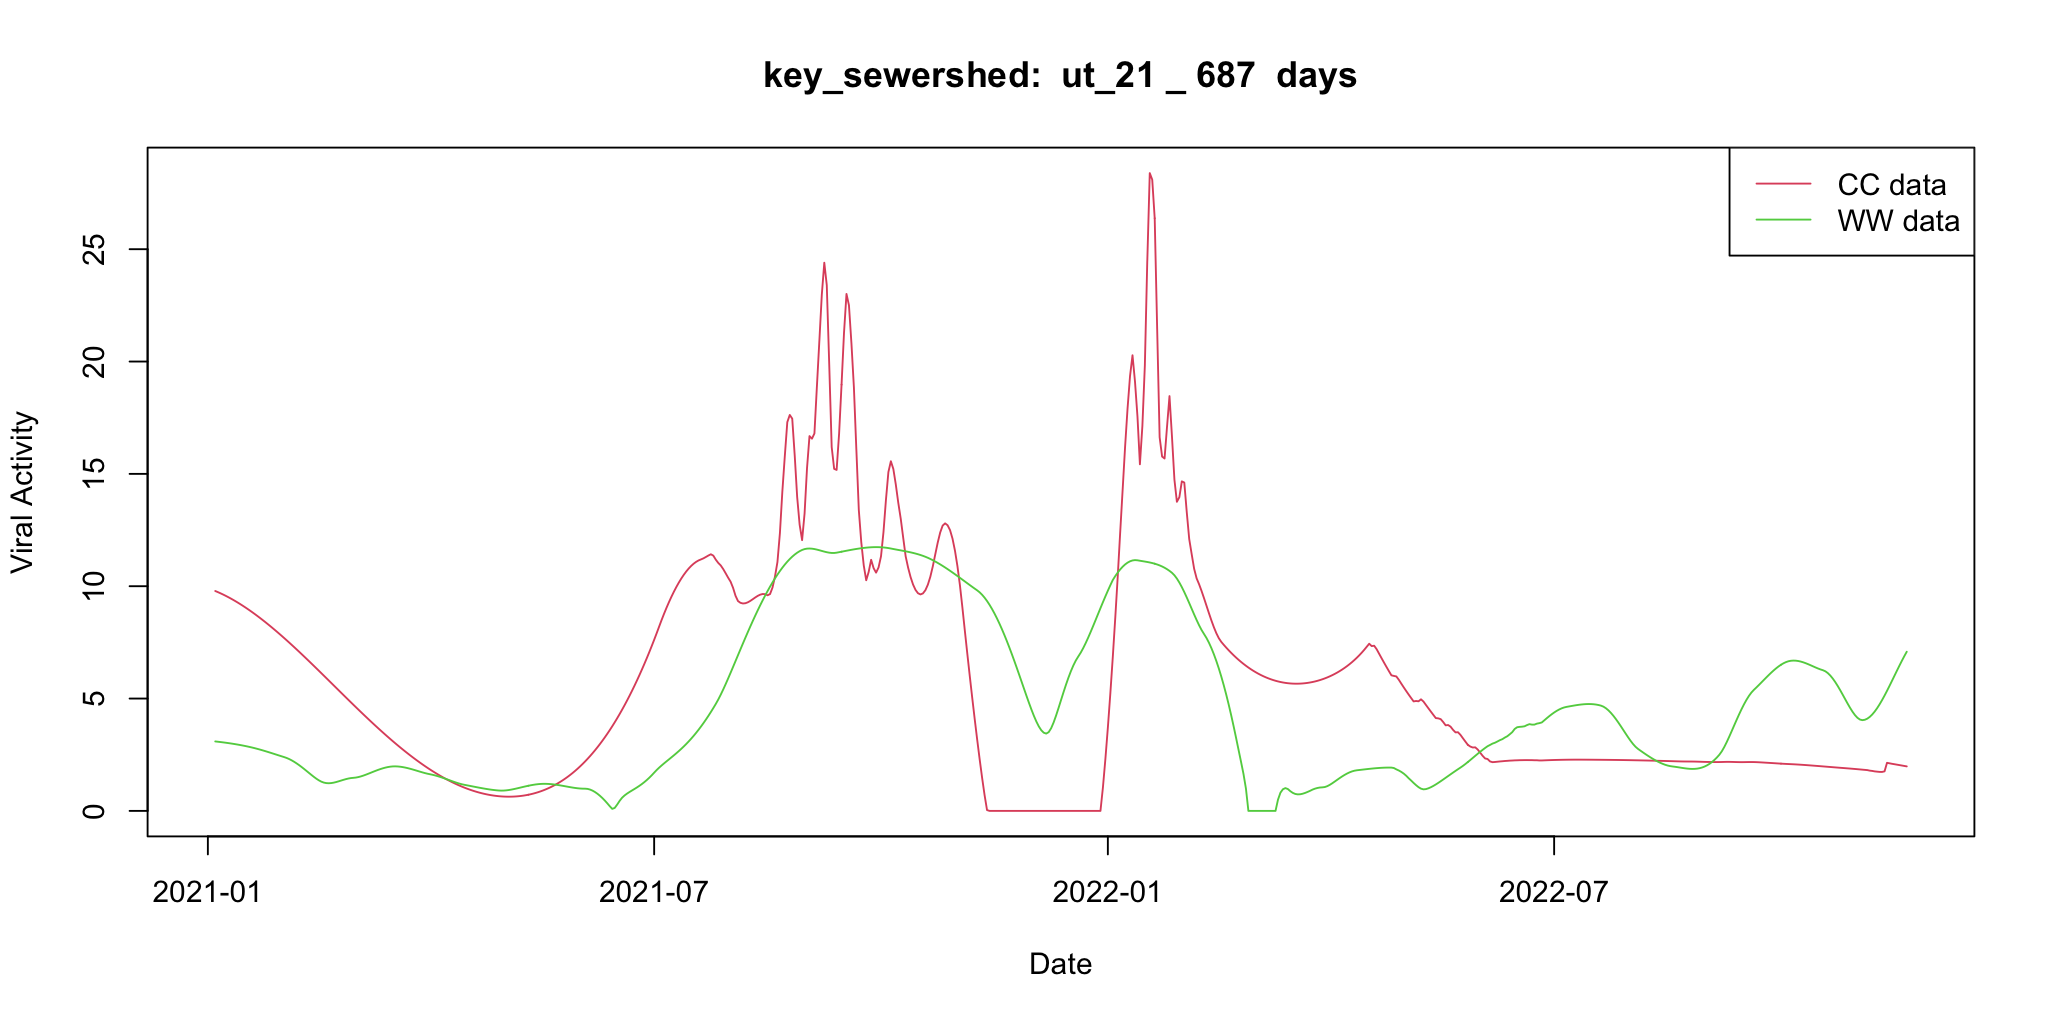 key_sewershed:  ut_21 _ 687  days
CC data
WW data
Viral Activity
25
20
15
10
5
0
2021-01
2021-07
2022-01
2022-07
Date